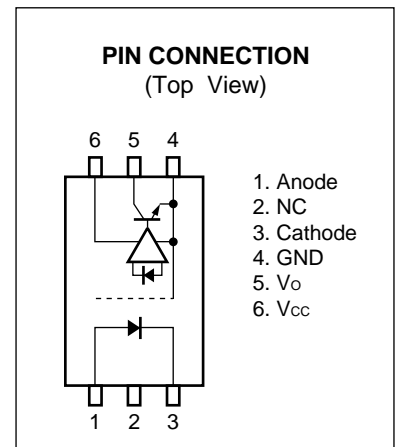 PIN CONNECTION
(Top View)
6 5 4
1. Anode
2. NC
3. Cathode
4. GND
5. Vo
6. Vcc
1 2 3